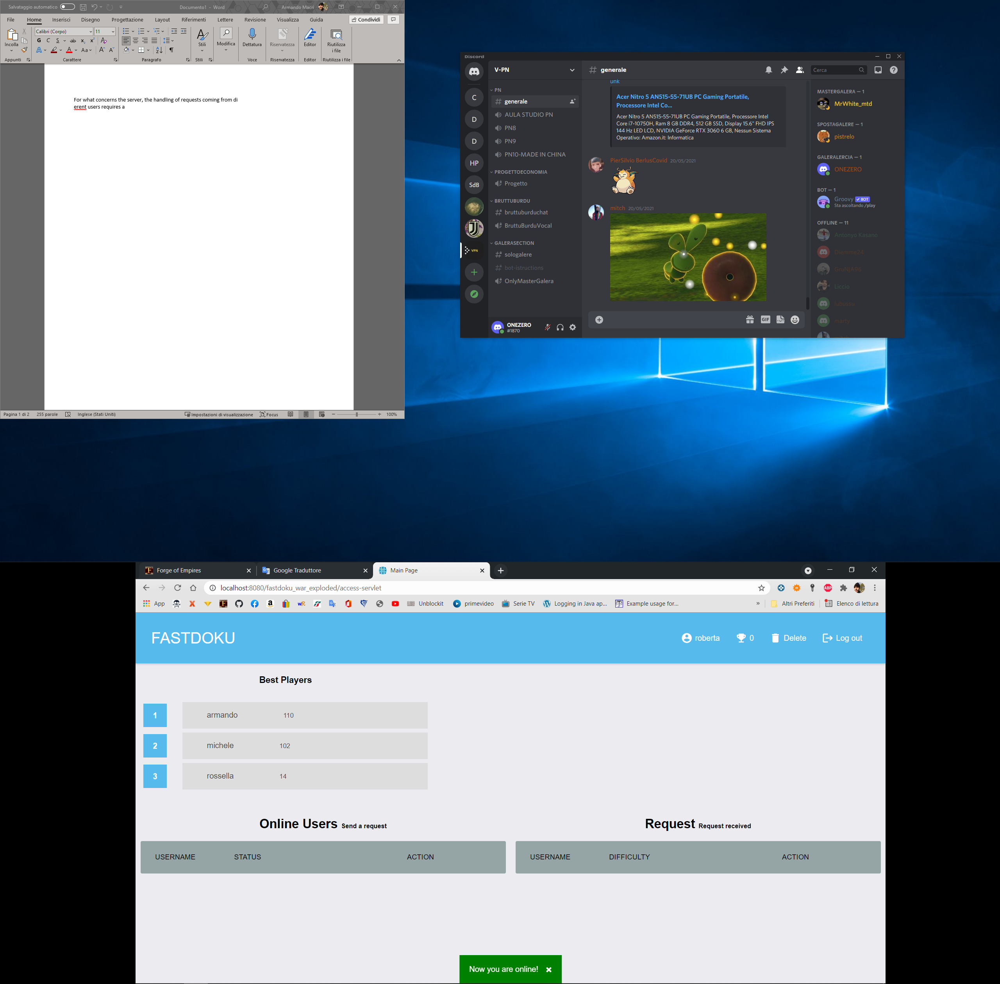 Salvataggio automatico
Documento1 - Word
Armando Macrì
File Home Inserisci Disegno Progettazione Layout Riferimenti Lettere Revisione Visualizza Guida
Condividi
Incolla
Calibri (Corpo) 11
G C S ab x₂ x²
A A Aa A A
Stili
Modifica
Dettatura
Riservatezza
Editor
Riutilizza
i file
Appunti Carattere Paragrafo Stili Voce Riservatezza Editor Riutilizza i file
For what concerns the server, the handling of requests coming from di
erent users requires a
Pagina 1 di 2 255 parole Inglese (Stati Uniti) Impostazioni di visualizzazione Focus 100%
Discord
C
D
D
HP
SdB
VPN
V-PN
PN
generale
AULA STUDIO PN
PN8
PN9
PN10-MADE IN CHINA
PROGETTOECONOMIA
Progetto
BRUTTUBURDU
bruttuburduchat
BruttuBurduVocal
GALERASECTION
sologalere
bot-istructions
OnlyMasterGalera
ONEZERO
#1870
generale
Cerca
unk
Acer Nitro 5 AN515-55-71UB PC Gaming Portatile,
Processore Intel Co...
Acer Nitro 5 AN515-55-71UB PC Gaming Portatile, Processore Intel
Core i7-10750H, Ram 8 GB DDR4, 512 GB SSD, Display 15.6" FHD IPS
144 Hz LED LCD, NVIDIA GeForce RTX 3060 6 GB, Nessun Sistema
Operativo: Amazon.it: Informatica
PierSilvio BerlusCovid 20/05/2021
mitch 20/05/2021
GIF
MASTERGALERA — 1
MrWhite_mtd
SPOSTAGALERE — 1
pistrelo
GALERALERCIA — 1
ONEZERO
BOT — 1
Groovy BOT
Sta ascoltando /play
OFFLINE — 11
Antonyo Kasano
Diemme24
GruNjA96
Liccio
marty
Forge of Empires
Google Traduttore
Main Page
localhost:8080/fastdoku_war_exploded/access-servlet
ABP
App
Unblockit
primevideo
Serie TV
Logging in Java ap...
Example usage for...
»
Altri Preferiti
Elenco di lettura
FASTDOKU
roberta
0
Delete
Log out
Best Players
1 armando 110
2 michele 102
3 rossella 14
Online Users Send a request
USERNAME STATUS ACTION
Request Request received
USERNAME DIFFICULTY ACTION
Now you are online!